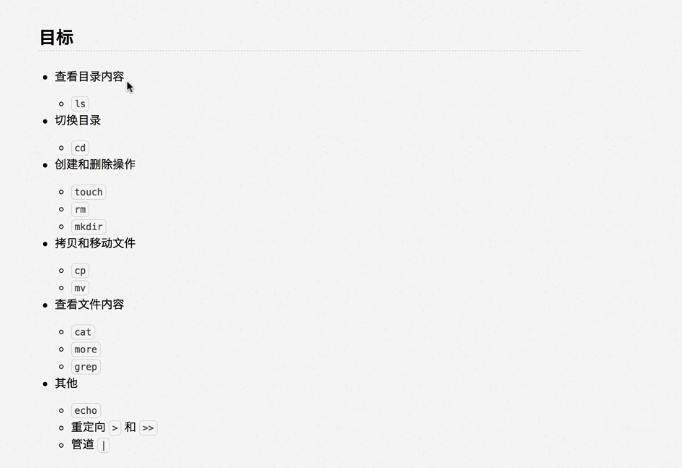 目标
查看目录内容
ls
切换目录
cd
创建和删除操作
touch
rm
mkdir
拷贝和移动文件
cp
mv
查看文件内容
cat
more
grep
其他
echo
重定向 > 和 >>
管道 |